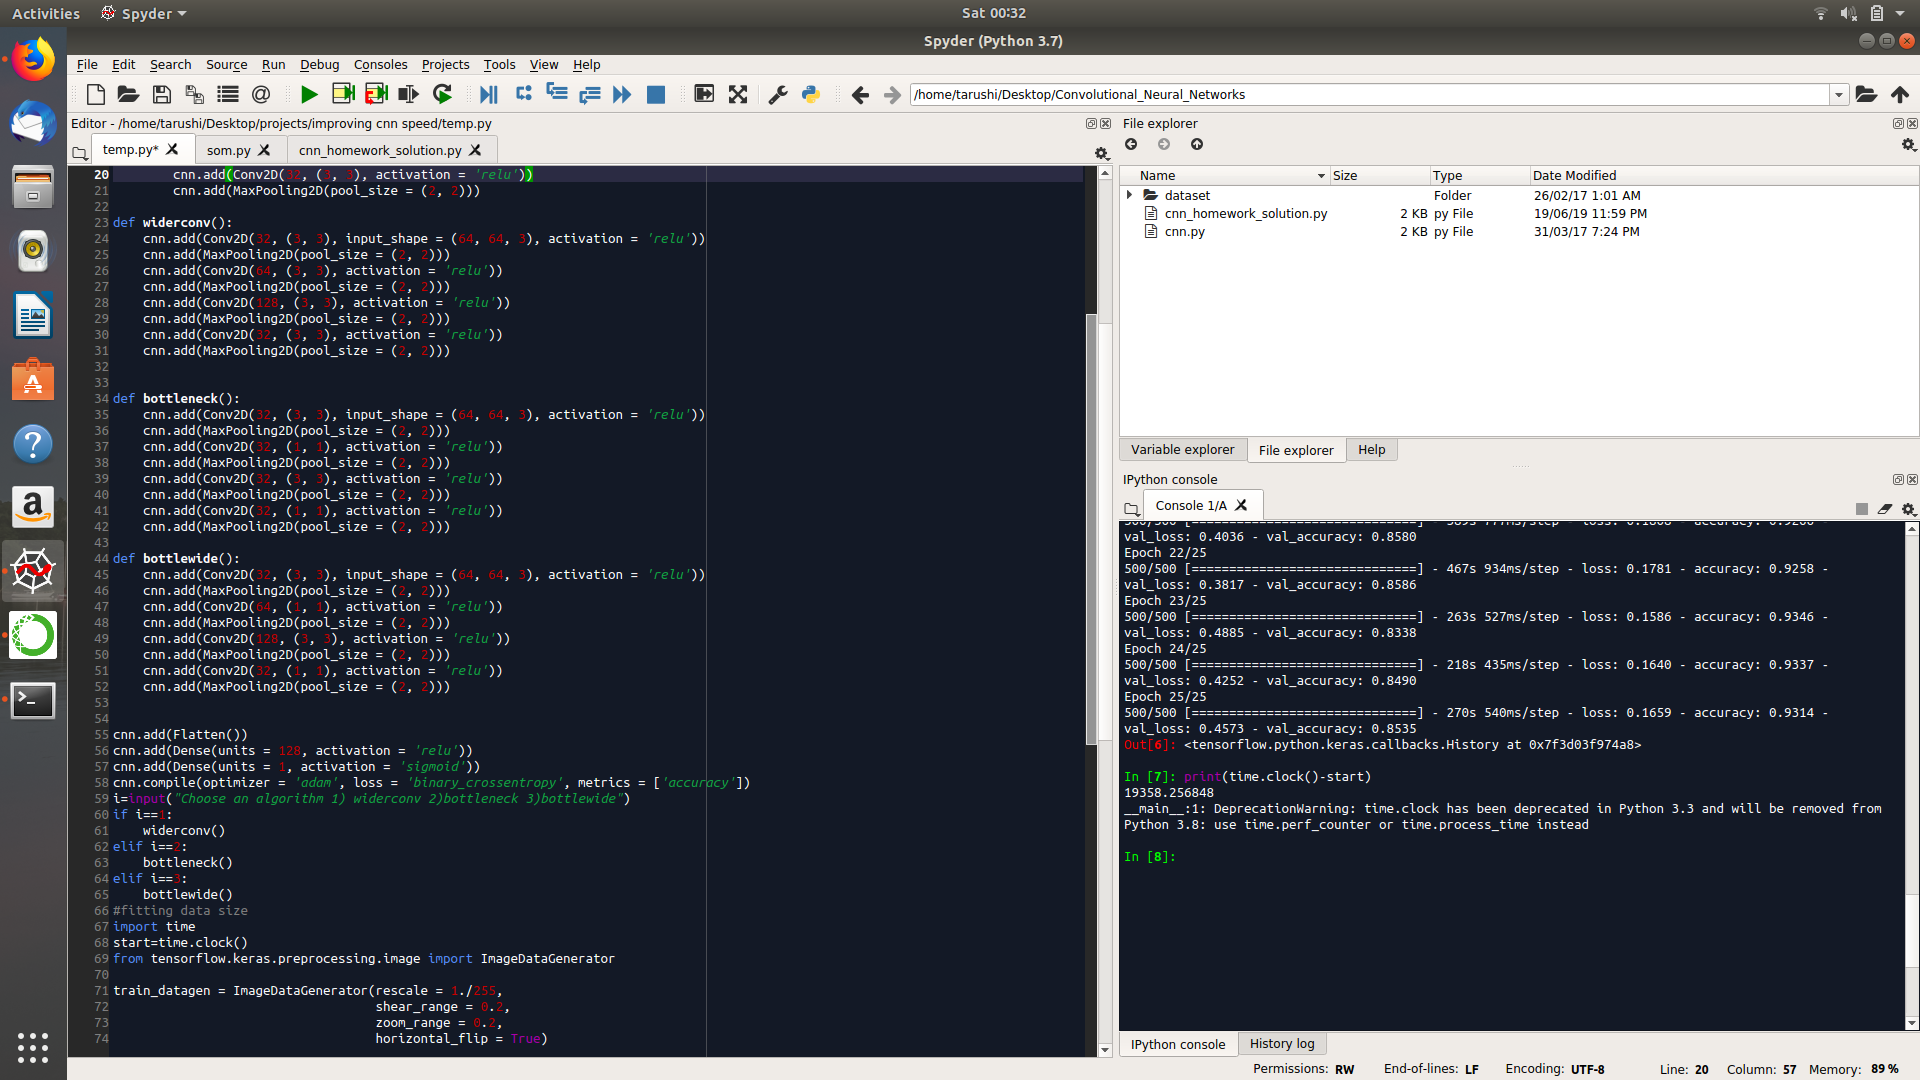 Activities
Spyder
Sat 00:32
Spyder (Python 3.7)
File Edit Search Source Run Debug Consoles Projects Tools View Help
/home/tarushi/Desktop/Convolutional_Neural_Networks
Editor - /home/tarushi/Desktop/projects/improving cnn speed/temp.py
temp.py* som.py cnn_homework_solution.py
20 cnn.add(Conv2D(32, (3, 3), activation = 'relu'))
21 cnn.add(MaxPooling2D(pool_size = (2, 2)))
22
23 def widerconv():
24 cnn.add(Conv2D(32, (3, 3), input_shape = (64, 64, 3), activation = 'relu'))
25 cnn.add(MaxPooling2D(pool_size = (2, 2)))
26 cnn.add(Conv2D(64, (3, 3), activation = 'relu'))
27 cnn.add(MaxPooling2D(pool_size = (2, 2)))
28 cnn.add(Conv2D(128, (3, 3), activation = 'relu'))
29 cnn.add(MaxPooling2D(pool_size = (2, 2)))
30 cnn.add(Conv2D(32, (3, 3), activation = 'relu'))
31 cnn.add(MaxPooling2D(pool_size = (2, 2)))
32
33
34 def bottleneck():
35 cnn.add(Conv2D(32, (3, 3), input_shape = (64, 64, 3), activation = 'relu'))
36 cnn.add(MaxPooling2D(pool_size = (2, 2)))
37 cnn.add(Conv2D(32, (1, 1), activation = 'relu'))
38 cnn.add(MaxPooling2D(pool_size = (2, 2)))
39 cnn.add(Conv2D(32, (3, 3), activation = 'relu'))
40 cnn.add(MaxPooling2D(pool_size = (2, 2)))
41 cnn.add(Conv2D(32, (1, 1), activation = 'relu'))
42 cnn.add(MaxPooling2D(pool_size = (2, 2)))
43
44 def bottlewide():
45 cnn.add(Conv2D(32, (3, 3), input_shape = (64, 64, 3), activation = 'relu'))
46 cnn.add(MaxPooling2D(pool_size = (2, 2)))
47 cnn.add(Conv2D(64, (1, 1), activation = 'relu'))
48 cnn.add(MaxPooling2D(pool_size = (2, 2)))
49 cnn.add(Conv2D(128, (3, 3), activation = 'relu'))
50 cnn.add(MaxPooling2D(pool_size = (2, 2)))
51 cnn.add(Conv2D(32, (1, 1), activation = 'relu'))
52 cnn.add(MaxPooling2D(pool_size = (2, 2)))
53
54
55 cnn.add(Flatten())
56 cnn.add(Dense(units = 128, activation = 'relu'))
57 cnn.add(Dense(units = 1, activation = 'sigmoid'))
58 cnn.compile(optimizer = 'adam', loss = 'binary_crossentropy', metrics = ['accuracy'])
59 i=input("Choose an algorithm 1) widerconv 2)bottleneck 3)bottlewide")
60 if i==1:
61 widerconv()
62 elif i==2:
63 bottleneck()
64 elif i==3:
65 bottlewide()
66 #fitting data size
67 import time
68 start=time.clock()
69 from tensorflow.keras.preprocessing.image import ImageDataGenerator
70
71 train_datagen = ImageDataGenerator(rescale = 1./255,
72 shear_range = 0.2,
73 zoom_range = 0.2,
74 horizontal_flip = True)
File explorer
Name Size Type Date Modified
dataset Folder 26/02/17 1:01 AM
cnn_homework_solution.py 2 KB py File 19/06/19 11:59 PM
cnn.py 2 KB py File 31/03/17 7:24 PM
Variable explorer File explorer Help
IPython console
Console 1/A
val_loss: 0.4036 - val_accuracy: 0.8580
Epoch 22/25
500/500 [==============================] - 467s 934ms/step - loss: 0.1781 - accuracy: 0.9258 -
val_loss: 0.3817 - val_accuracy: 0.8586
Epoch 23/25
500/500 [==============================] - 263s 527ms/step - loss: 0.1586 - accuracy: 0.9346 -
val_loss: 0.4885 - val_accuracy: 0.8338
Epoch 24/25
500/500 [==============================] - 218s 435ms/step - loss: 0.1640 - accuracy: 0.9337 -
val_loss: 0.4252 - val_accuracy: 0.8490
Epoch 25/25
500/500 [==============================] - 270s 540ms/step - loss: 0.1659 - accuracy: 0.9314 -
val_loss: 0.4573 - val_accuracy: 0.8535
Out[6]: <tensorflow.python.keras.callbacks.History at 0x7f3d03f974a8>
In [7]: print(time.clock()-start)
19358.256848
__main__:1: DeprecationWarning: time.clock has been deprecated in Python 3.3 and will be removed from
Python 3.8: use time.perf_counter or time.process_time instead
In [8]:
IPython console History log
Permissions: RW End-of-lines: LF Encoding: UTF-8 Line: 20 Column: 57 Memory: 89 %